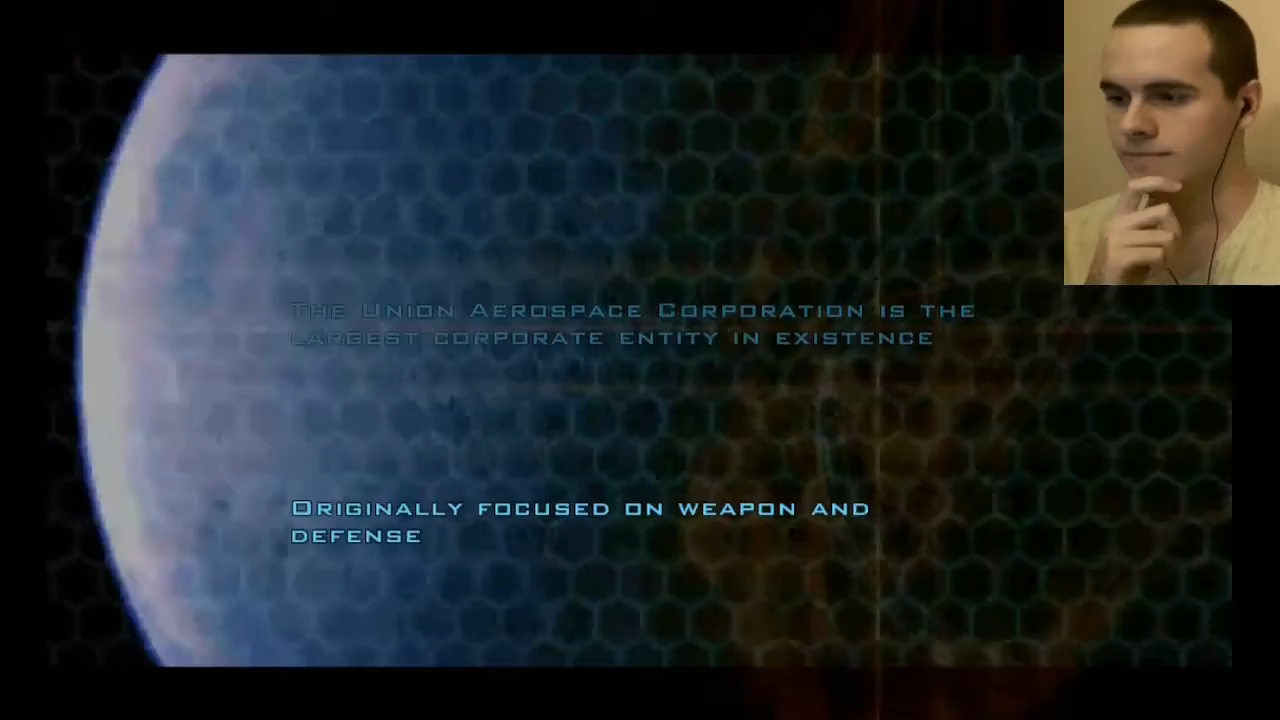 The Union Aerospace Corporation is the
largest corporate entity in existence
Originally focused on weapon and
defense